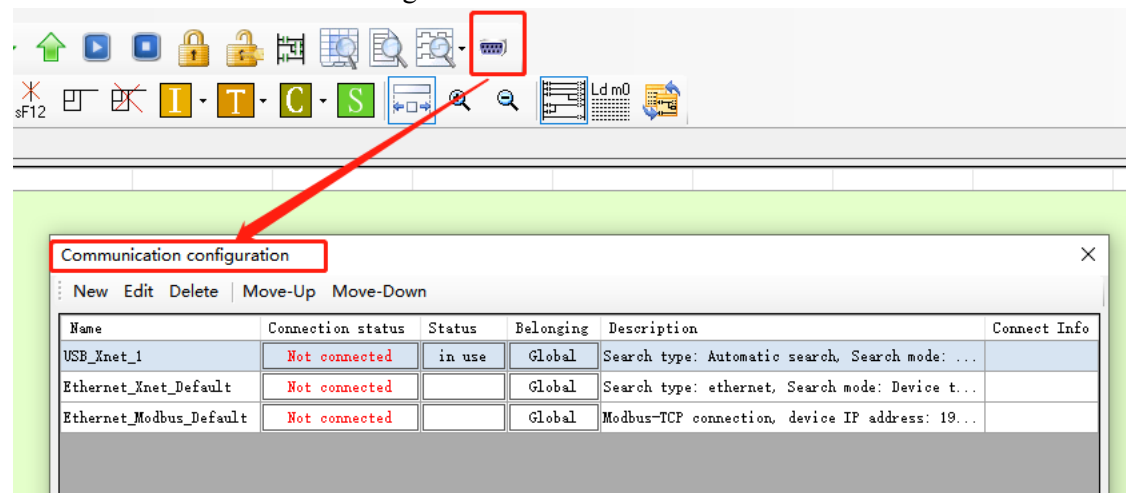 Ld m0
sF12 I T C S
Communication configuration
New Edit Delete Move-Up Move-Down
Name Connection status Status Belonging Description Connect Info
USB_Xnet_1 Not connected in use Global Search type: Automatic search, Search mode: ...
Ethernet_Xnet_Default Not connected Global Search type: ethernet, Search mode: Device t...
Ethernet_Modbus_Default Not connected Global Modbus-TCP connection, device IP address: 19...